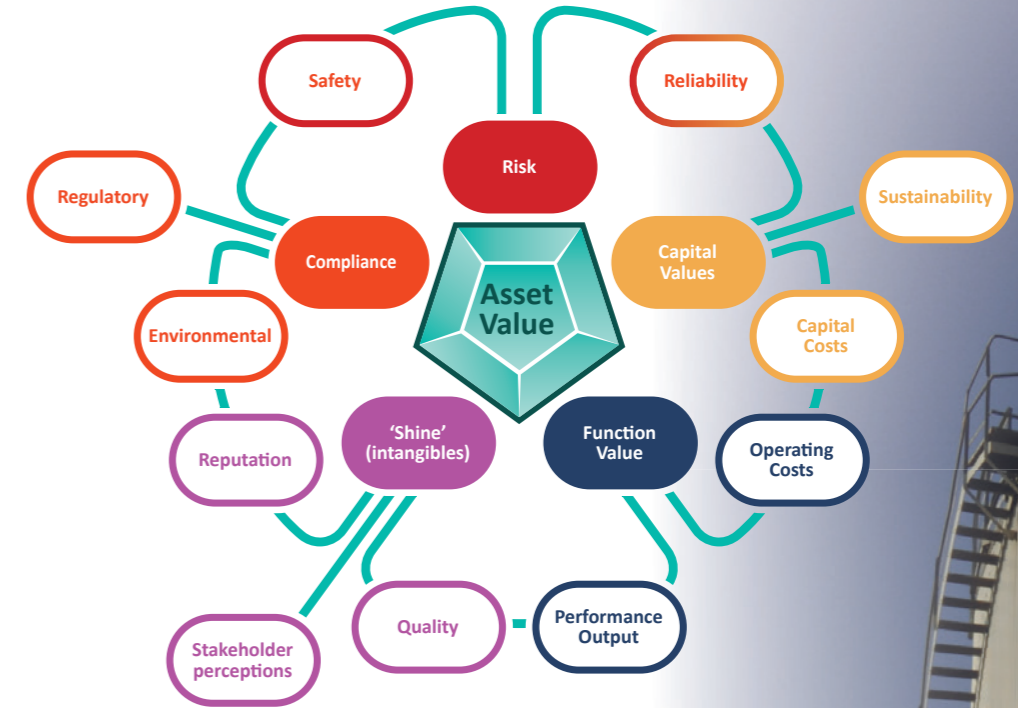 Safety
Reliability
Risk
Regulatory
Sustainability
Compliance
Capital
Values
Asset
Value
Environmental
Capital
Costs
‘Shine’
(intangibles)
Function
Value
Reputation
Operating
Costs
Quality
Performance
Output
Stakeholder
perceptions